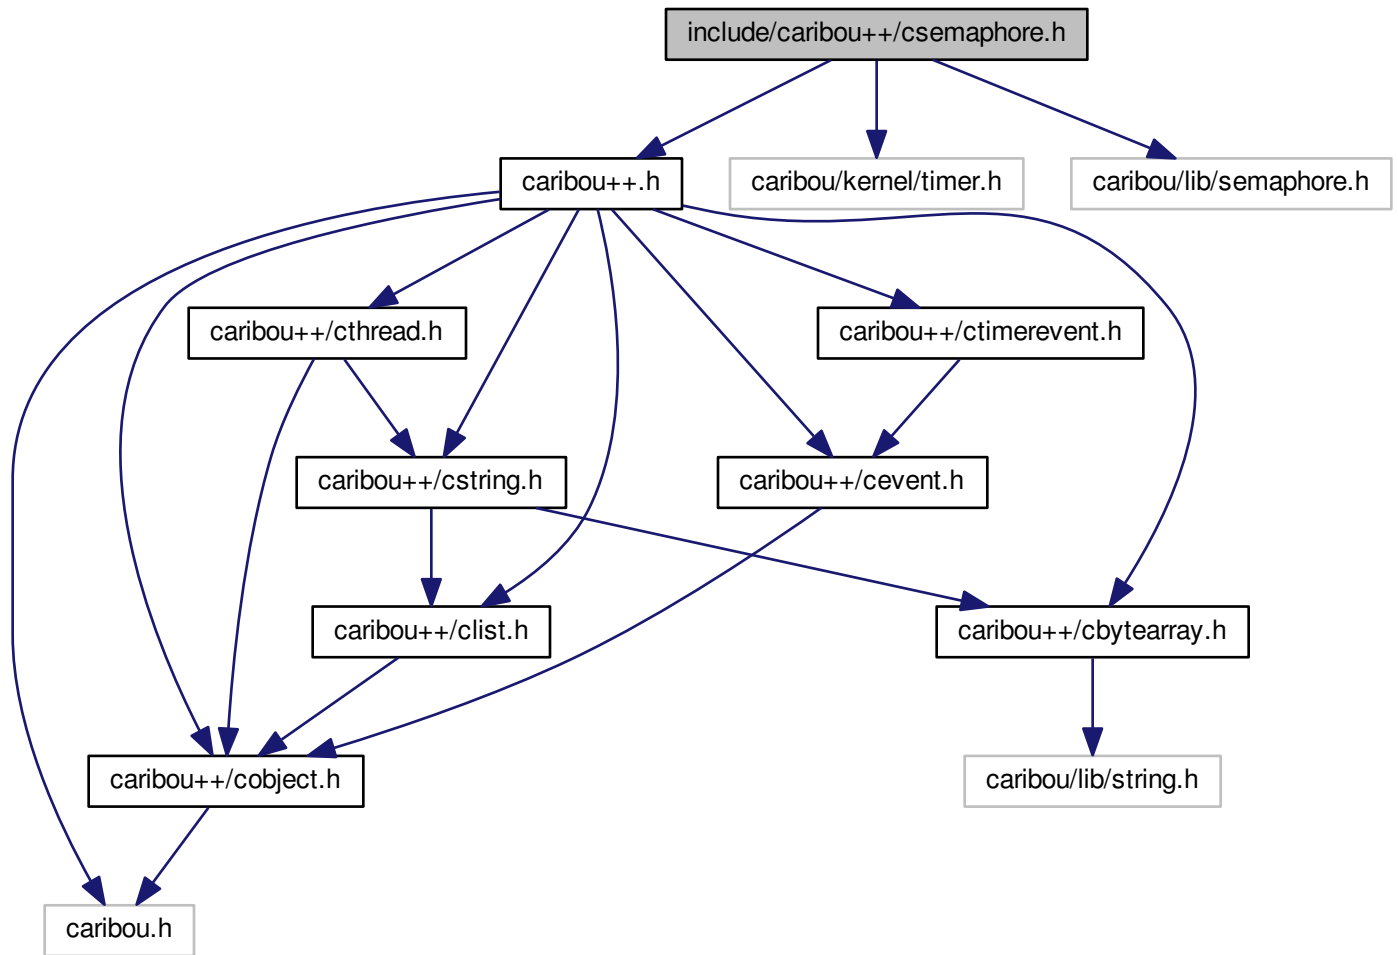 include/caribou++/csemaphore.h
caribou++.h
caribou/kernel/timer.h
caribou/lib/semaphore.h
caribou++/cthread.h
caribou++/ctimerevent.h
caribou++/cstring.h
caribou++/cevent.h
caribou++/clist.h
caribou++/cbytearray.h
caribou++/cobject.h
caribou/lib/string.h
caribou.h